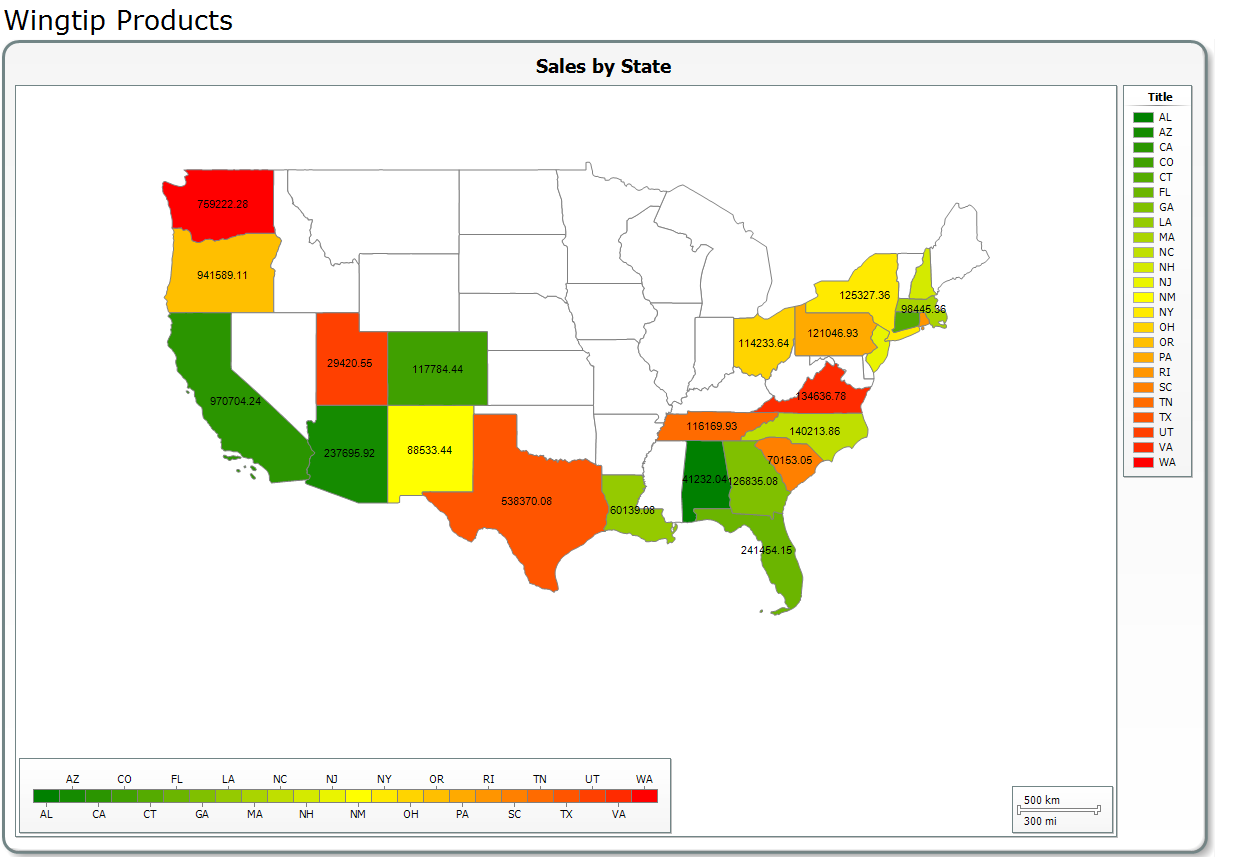 Wingtip Products
Sales by State
Title
AL
AZ
CA
CO
CT
FL
GA
LA
MA
NC
NH
NJ
NM
NY
OH
OR
PA
RI
SC
TN
TX
UT
VA
WA
759222.28
941589.11
125327.36
98445.36
121046.93
114233.64
29420.55
117784.44
134636.78
970704.24
116169.93
140213.86
237695.92
88533.44
70153.05
41232.04
126835.08
538370.08
60139.08
241454.15
AZ CO FL LA NC NJ NY OR RI TN UT WA
AL CA CT GA MA NH NM OH PA SC TX VA
500 km
300 mi